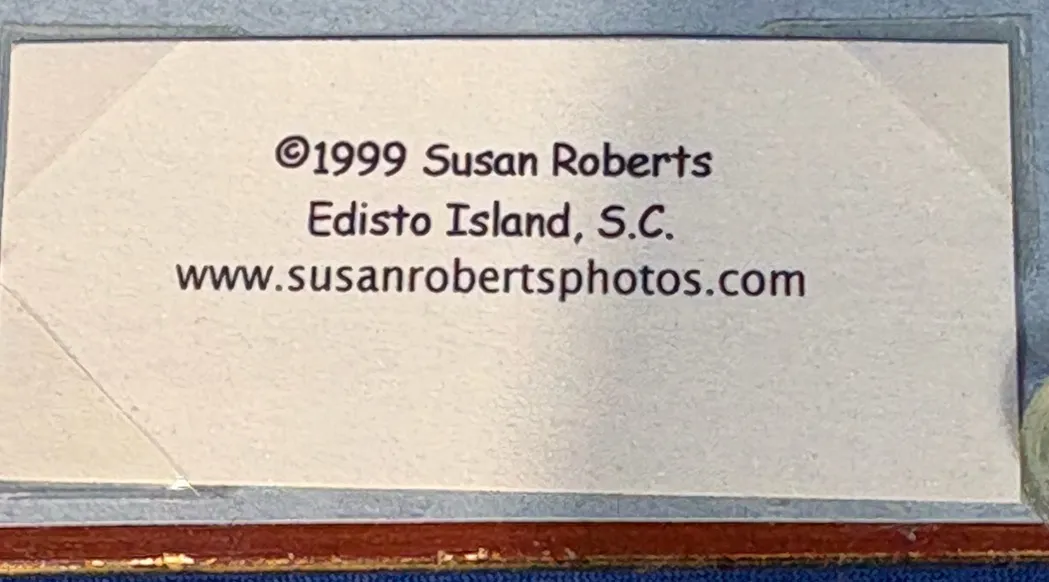 ©1999 Susan Roberts
Edisto Island, S.C.
www.susanrobertsphotos.com